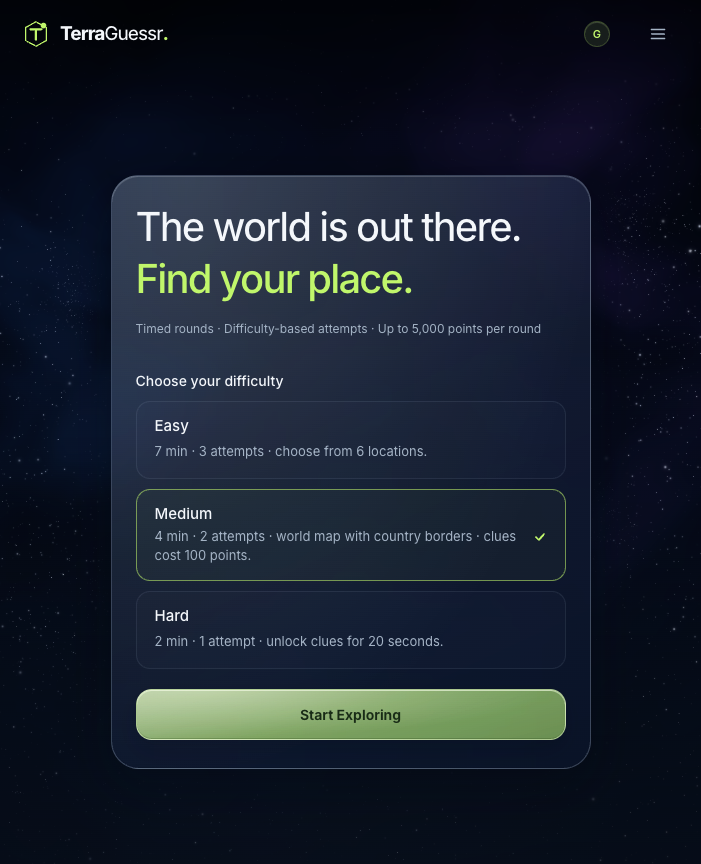 TerraGuessr.
G
The world is out there.
Find your place.
Timed rounds · Difficulty-based attempts · Up to 5,000 points per round
Choose your difficulty
Easy
7 min · 3 attempts · choose from 6 locations.
Medium
4 min · 2 attempts · world map with country borders · clues
cost 100 points.
Hard
2 min · 1 attempt · unlock clues for 20 seconds.
Start Exploring